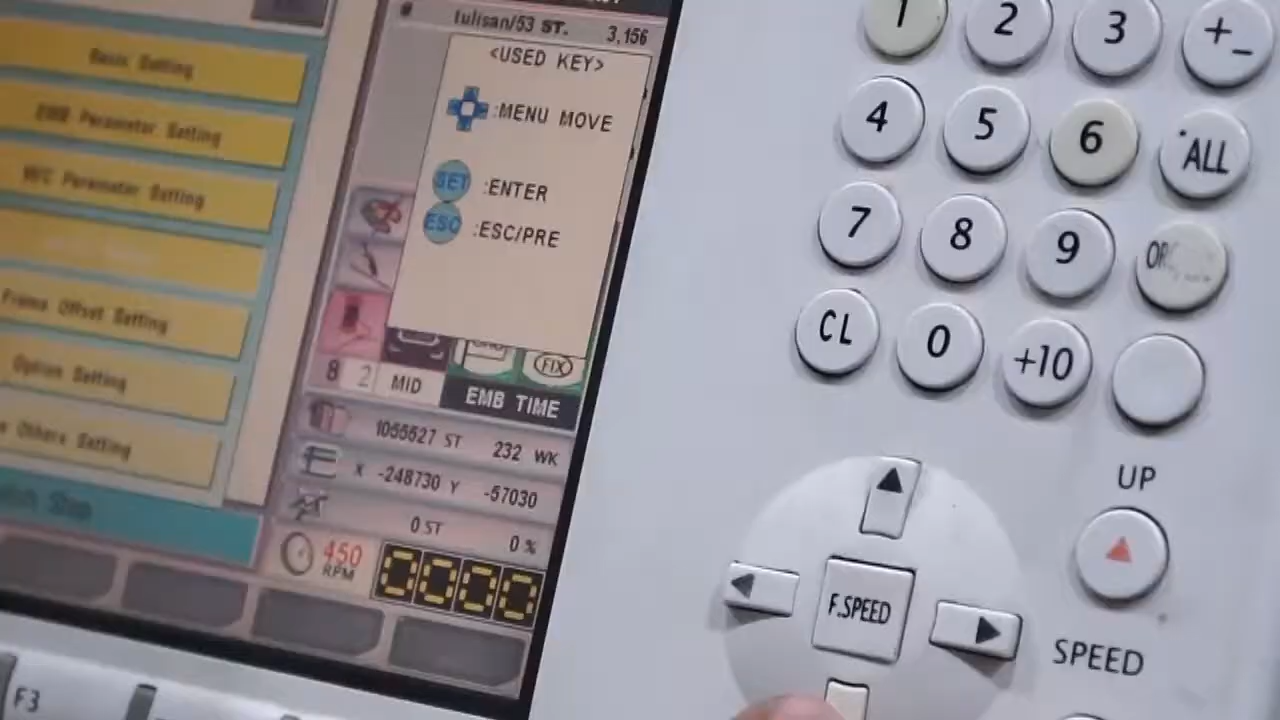 Basic Setting
EMB Parameter Setting
M/C Parameter Setting
Frame Offset Setting
Option Setting
Others Setting
tulisan/53 ST. 3,156
<USED KEY>
:MENU MOVE
SET :ENTER
ESC :ESC/PRE
8 2 MID
FIX
EMB TIME
1055527 ST 232 WK
X -248730 Y -57030
0 ST 0 %
450 RPM 0000
F3
1 2 3 +_
4 5 6 ALL
7 8 9
CL 0 +10
UP
F.SPEED
SPEED